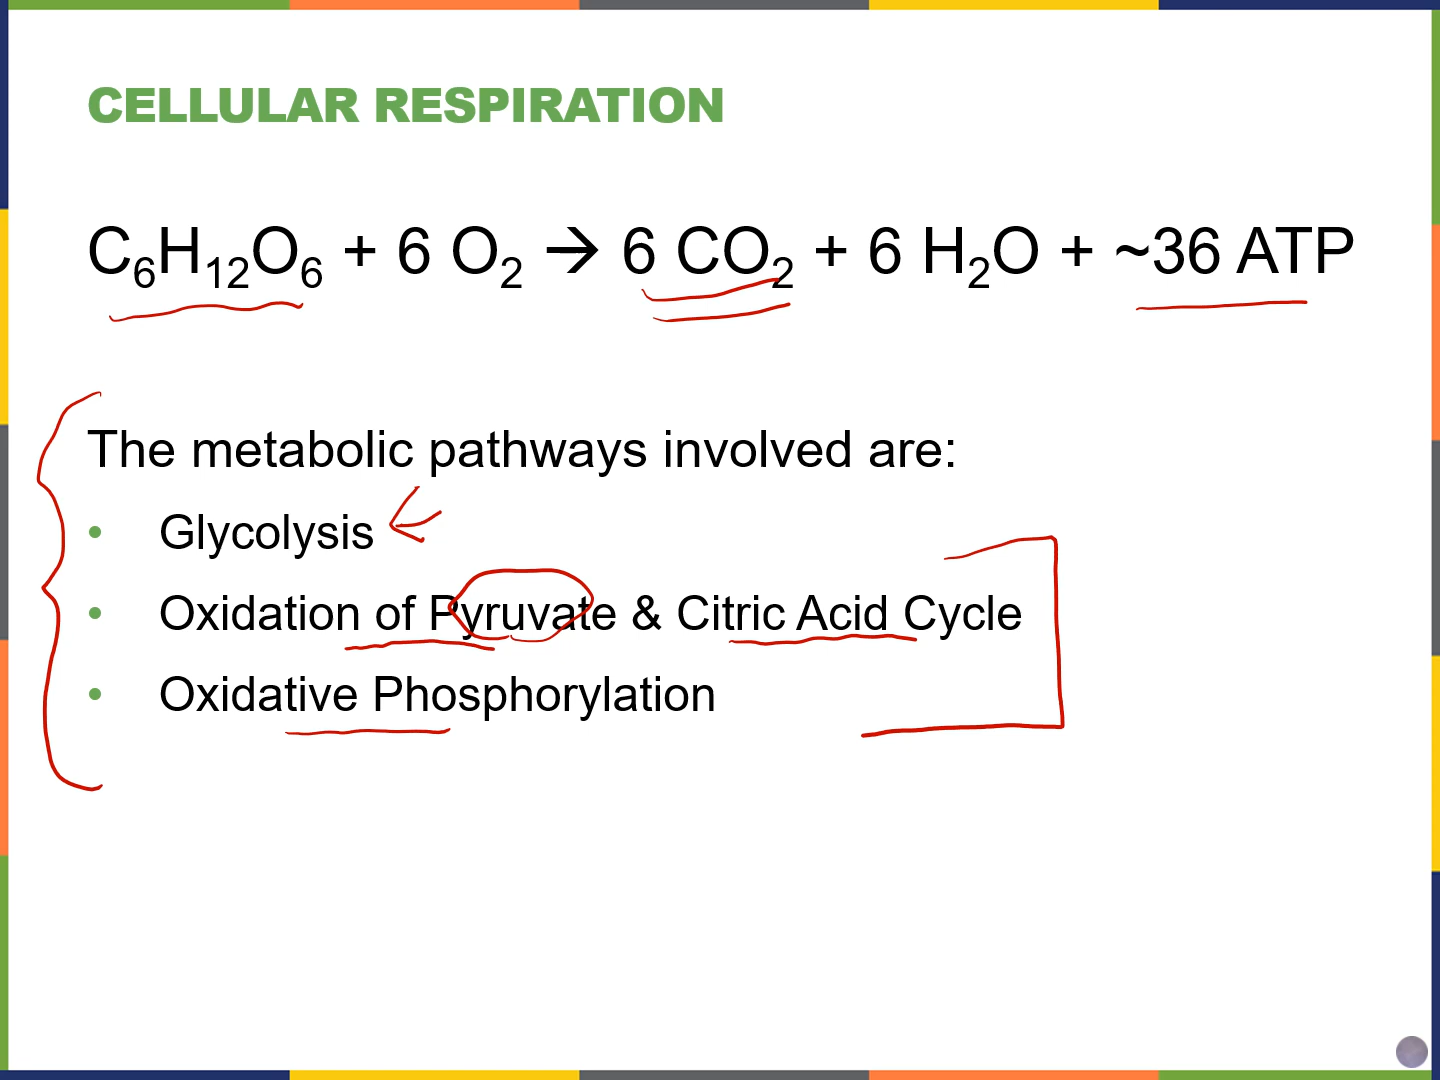 CELLULAR RESPIRATION
C₆H₁₂O₆ + 6 O₂ → 6 CO₂ + 6 H₂O + ~36 ATP
The metabolic pathways involved are:
• Glycolysis
• Oxidation of Pyruvate & Citric Acid Cycle
• Oxidative Phosphorylation